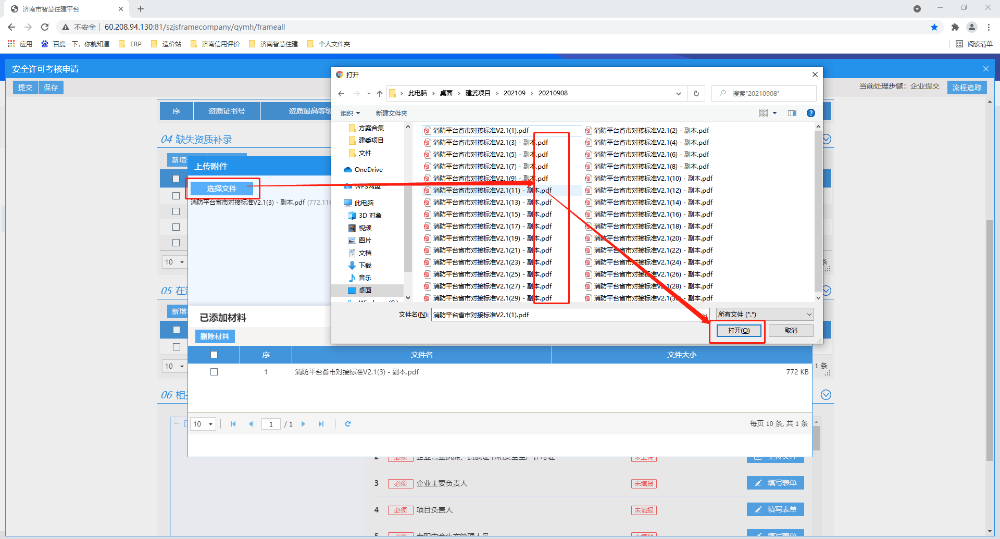 济南市智慧住建平台
不安全 60.208.94.130:81/szjsframecompany/qymh/frameall
应用 百度一下，你就知道 ERP 造价站 济南信用评价 济南智慧住建 个人文件夹 阅读清单
安全许可考核申请
提交 保存 当前处理步骤：企业提交 流程追踪
序 资质证书号 资质最高等级
04 缺失资质补录
新增
上传附件
选择文件
消防平台省市对接标准V2.1(3) - 副本.pdf (772.11K
10
05 在
新增
10 1 条
06 相
打开
此电脑 桌面 建委项目 202109 20210908 搜索"20210908"
组织 新建文件夹
方案合集
建委项目
文件
OneDrive
WPS网盘
此电脑
3D 对象
视频
图片
文档
下载
音乐
桌面
消防平台省市对接标准V2.1(1).pdf 消防平台省市对接标准V2.1(2) - 副本.pdf
消防平台省市对接标准V2.1(3) - 副本.pdf 消防平台省市对接标准V2.1(4) - 副本.pdf
消防平台省市对接标准V2.1(5) - 副本.pdf 消防平台省市对接标准V2.1(6) - 副本.pdf
消防平台省市对接标准V2.1(7) - 副本.pdf 消防平台省市对接标准V2.1(8) - 副本.pdf
消防平台省市对接标准V2.1(9) - 副本.pdf 消防平台省市对接标准V2.1(10) - 副本.pdf
消防平台省市对接标准V2.1(11) - 副本.pdf 消防平台省市对接标准V2.1(12) - 副本.pdf
消防平台省市对接标准V2.1(13) - 副本.pdf 消防平台省市对接标准V2.1(14) - 副本.pdf
消防平台省市对接标准V2.1(15) - 副本.pdf 消防平台省市对接标准V2.1(16) - 副本.pdf
消防平台省市对接标准V2.1(17) - 副本.pdf 消防平台省市对接标准V2.1(18) - 副本.pdf
消防平台省市对接标准V2.1(19) - 副本.pdf 消防平台省市对接标准V2.1(20) - 副本.pdf
消防平台省市对接标准V2.1(21) - 副本.pdf 消防平台省市对接标准V2.1(22) - 副本.pdf
消防平台省市对接标准V2.1(23) - 副本.pdf 消防平台省市对接标准V2.1(24) - 副本.pdf
消防平台省市对接标准V2.1(25) - 副本.pdf 消防平台省市对接标准V2.1(26) - 副本.pdf
消防平台省市对接标准V2.1(27) - 副本.pdf 消防平台省市对接标准V2.1(28) - 副本.pdf
消防平台省市对接标准V2.1(29) - 副本.pdf 消防平台省市对接标准V2.1(30) - 副本.pdf
文件名(N): 消防平台省市对接标准V2.1(1).pdf 所有文件 (*.*)
打开(O) 取消
已添加材料
删除材料
序 文件名 文件大小
1 消防平台省市对接标准V2.1(3) - 副本.pdf 772 KB
10 1 / 1 每页 10 条, 共 1 条
3 必须 企业主要负责人 未填报 填写表单
4 必须 项目负责人 未填报 填写表单